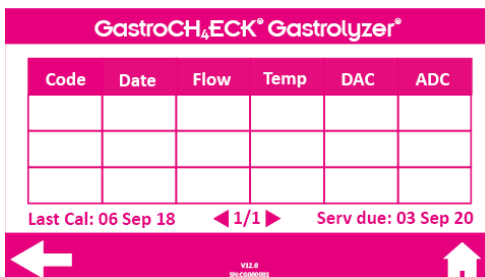 GastroCH₄ECK® Gastrolyzer®
Code Date Flow Temp DAC ADC
Last Cal: 06 Sep 18 ◀ 1/1 ▶ Serv due: 03 Sep 20
V12.0
SN:CG000001